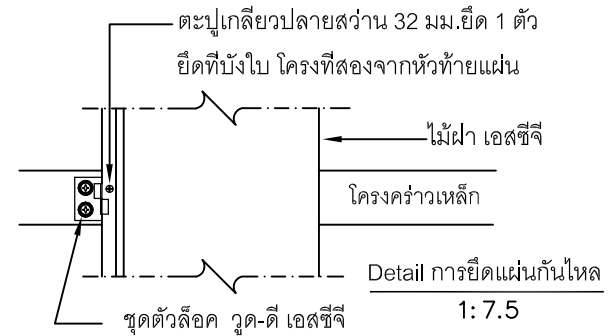 ตะปูเกลียวปลายสว่าน 32 มม.ยึด 1 ตัว
ยึดที่บังใบ โครงที่สองจากหัวท้ายแผ่น
ไม้ฝา เอสซีจี
โครงคร่าวเหล็ก
Detail การยึดแผ่นกันไหล
1:7.5
ชุดตัวล็อค วูด-ดี เอสซีจี